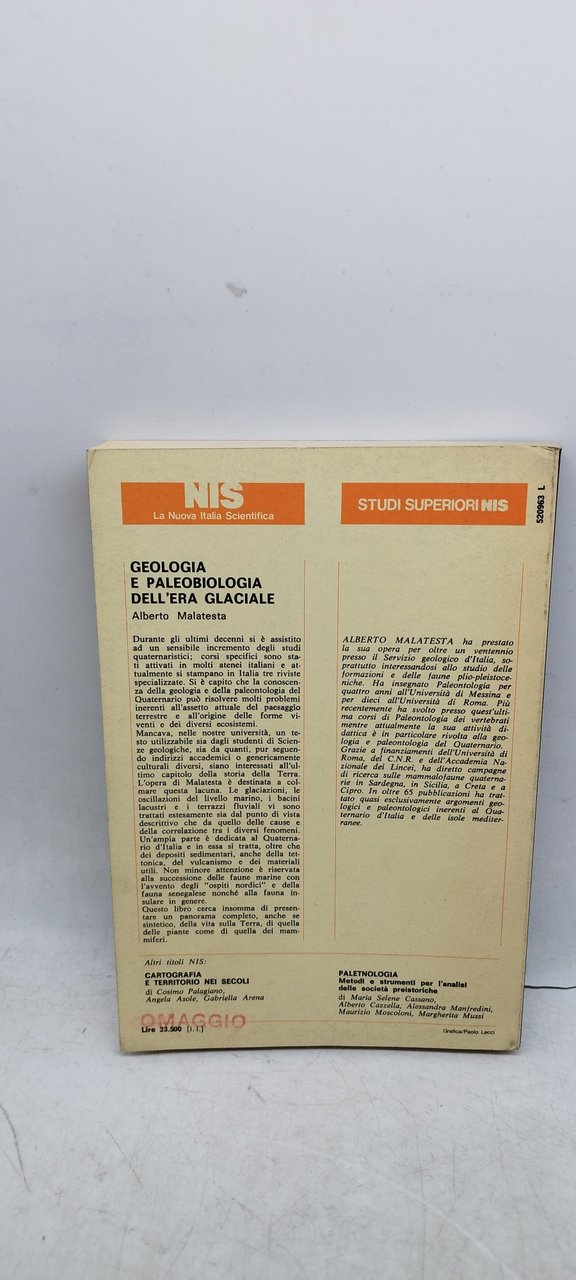 NIS
La Nuova Italia Scientifica
STUDI SUPERIORI NIS
520963 L
GEOLOGIA
E PALEOBIOLOGIA
DELL'ERA GLACIALE
Alberto Malatesta
Durante gli ultimi decenni si è assistito
ad un sensibile incremento degli studi
quaternaristici; corsi specifici sono sta-
ti attivati in molti atenei italiani e at-
tualmente si stampano in Italia tre riviste
specializzate. Si è capito che la conoscen-
za della geologia e della paleontologia del
Quaternario può risolvere molti problemi
inerenti all'assetto attuale del paesaggio
terrestre e all'origine delle forme vi-
venti e dei diversi ecosistemi.
Mancava, nelle nostre università, un te-
sto utilizzabile sia dagli studenti di Scien-
ze geologiche, sia da quanti, pur seguen-
do indirizzi accademici o genericamente
culturali diversi, siano interessati all'ul-
timo capitolo della storia della Terra.
L'opera di Malatesta è destinata a col-
mare questa lacuna. Le glaciazioni, le
oscillazioni del livello marino, i bacini
lacustri e i terrazzi fluviali vi sono
trattati estesamente sia dal punto di vista
descrittivo che da quello delle cause e
della correlazione tra i diversi fenomeni.
Un'ampia parte è dedicata al Quaterna-
rio d'Italia e in essa si tratta, oltre che
dei depositi sedimentari, anche della tet-
tonica, del vulcanismo e dei materiali
utili. Non minore attenzione è riservata
alla successione delle faune marine con
l'avvento degli "ospiti nordici" e della
fauna senegalese nonché alla fauna in-
sulare in genere.
Questo libro cerca insomma di presen-
tare un panorama completo, anche se
sintetico, della vita sulla Terra, di quella
delle piante come di quella dei mam-
miferi.
ALBERTO MALATESTA ha prestato
la sua opera per oltre un ventennio
presso il Servizio geologico d'Italia, so-
prattutto interessandosi allo studio delle
formazioni e delle faune plio-pleistoce-
niche. Ha insegnato Paleontologia per
quattro anni all'Università di Messina e
per dieci all'Università di Roma. Più
recentemente ha svolto presso quest'ulti-
ma corsi di Paleontologia dei vertebrati
mentre attualmente la sua attività di-
dattica è in particolare rivolta alla geo-
logia e paleontologia del Quaternario.
Grazie a finanziamenti dell'Università di
Roma, del C.N.R. e dell'Accademia Na-
zionale dei Lincei, ha diretto campagne
di ricerca sulle mammalofaune quaterna-
rie in Sardegna, in Sicilia, a Creta e a
Cipro. In oltre 65 pubblicazioni ha trat-
tato quasi esclusivamente argomenti geo-
logici e paleontologici inerenti al Qua-
ternario d'Italia e delle isole mediter-
ranee.
Altri titoli NIS:
CARTOGRAFIA
E TERRITORIO NEI SECOLI
di Cosimo Palagiano,
Angela Asole, Gabriella Arena
PALETNOLOGIA
Metodi e strumenti per l'analisi
delle società preistoriche
di Maria Selene Cassano,
Alberto Cazzella, Alessandra Manfredini,
Maurizio Moscoloni, Margherita Mussi
OMAGGIO
Lire 33.500 [i. i.]
Grafica/Paolo Lecci